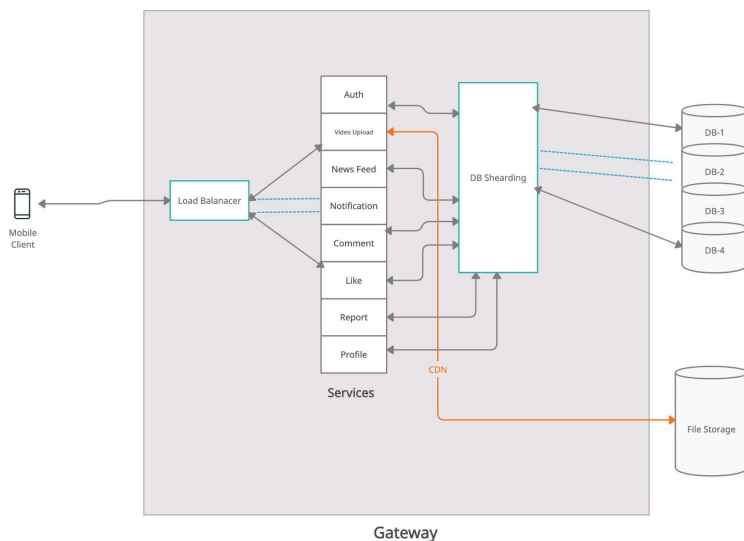 Auth
Video Upload
News Feed
Notification
Comment
Like
Report
Profile
Services
Load Balanacer
Mobile
Client
DB Shearding
DB-1
DB-2
DB-3
DB-4
CDN
File Storage
Gateway